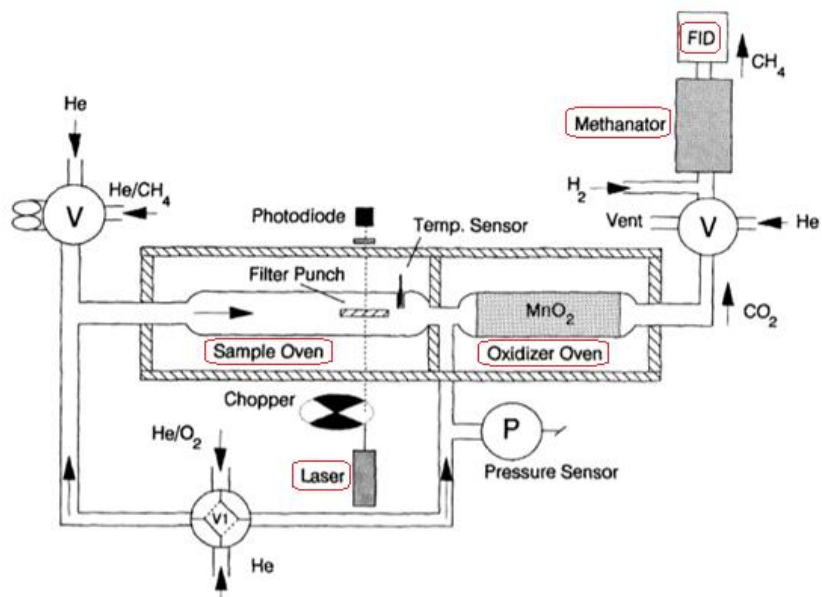 FID
CH4
Methanator
He
He/CH4
H2
V
Photodiode
Temp. Sensor
Vent
V
He
Filter Punch
MnO2
CO2
Sample Oven
Oxidizer Oven
Chopper
He/O2
P
Laser
Pressure Sensor
V1
He